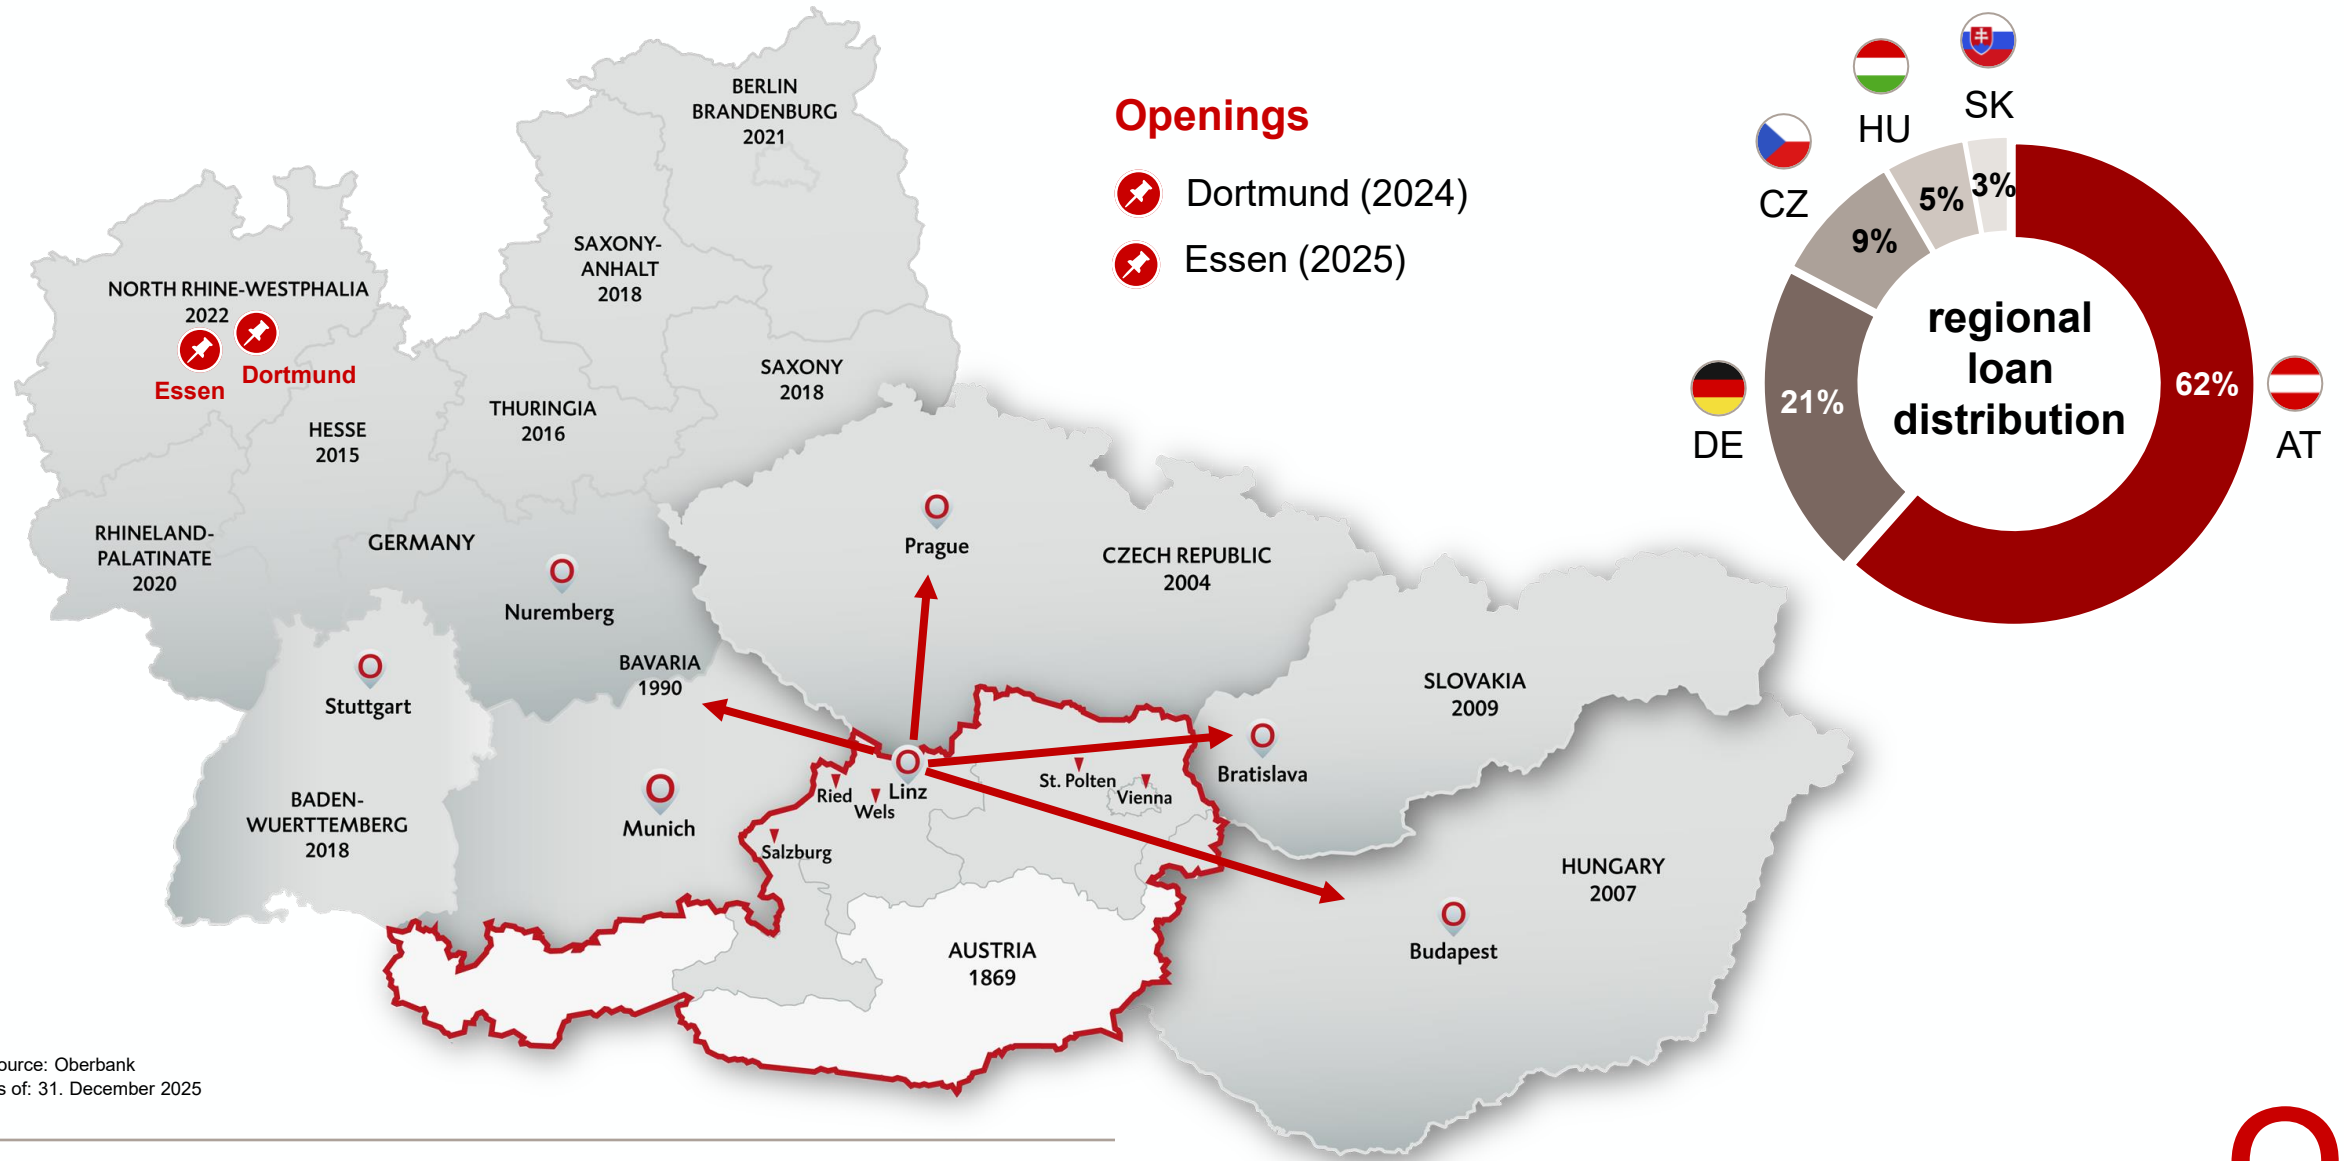 BERLIN
BRANDENBURG
2021
SAXONY-
ANHALT
2018
NORTH RHINE-WESTPHALIA
2022
Essen
Dortmund
SAXONY
2018
THURINGIA
2016
HESSE
2015
RHINELAND-
PALATINATE
2020
GERMANY
Nuremberg
BAVARIA
1990
Stuttgart
BADEN-
WUERTTEMBERG
2018
Munich
Prague
CZECH REPUBLIC
2004
SLOVAKIA
2009
Bratislava
St. Polten
Vienna
Linz
Ried
Wels
Salzburg
HUNGARY
2007
Budapest
AUSTRIA
1869
Openings
Dortmund (2024)
Essen (2025)
SK
HU
CZ
DE
AT
3%
5%
9%
21%
62%
regional
loan
distribution
ource: Oberbank
s of: 31. December 2025